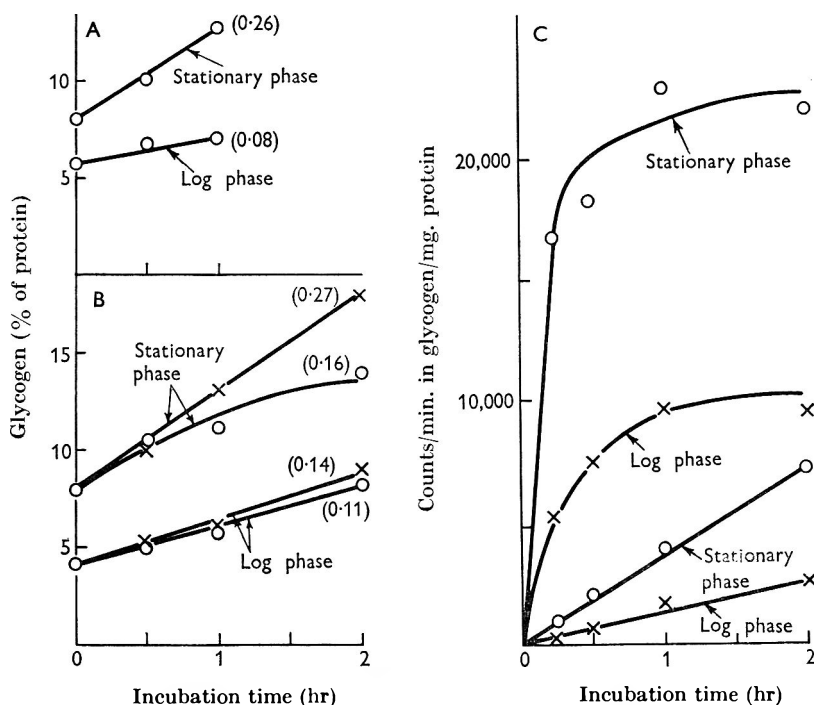 A
(0·26)
10
Stationary phase
(0·08)
5
Log phase
B
(0·27)
15
Stationary
phase
(0·16)
10
(0·14)
(0·11)
5
Log phase
0
1
2
Glycogen (% of protein)
Incubation time (hr)
C
20,000
Stationary phase
10,000
Log phase
Stationary
phase
Log phase
0
1
2
Counts/min. in glycogen/mg. protein
Incubation time (hr)